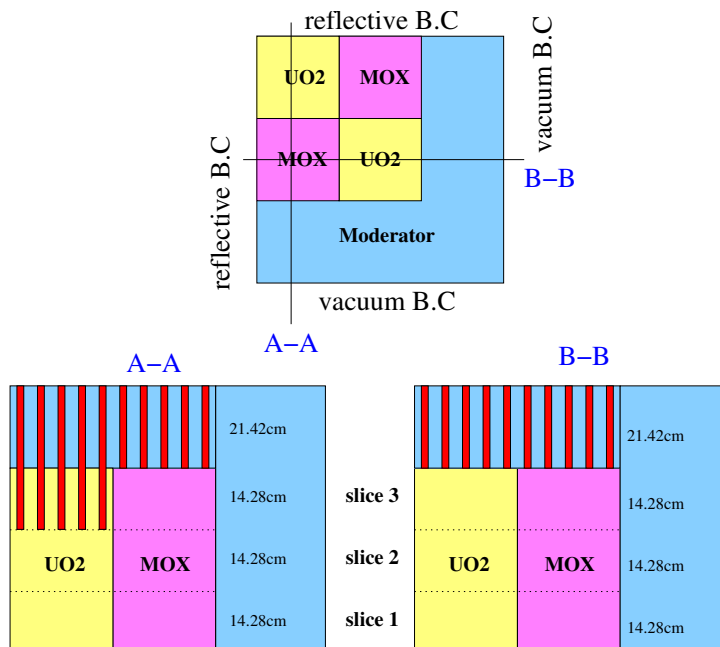 reflective B.C
UO2
MOX
vacuum B.C
MOX
UO2
reflective B.C
B–B
Moderator
vacuum B.C
A–A
A–A
B–B
21.42cm
21.42cm
14.28cm
slice 3
14.28cm
UO2
MOX
14.28cm
slice 2
UO2
MOX
14.28cm
14.28cm
slice 1
14.28cm